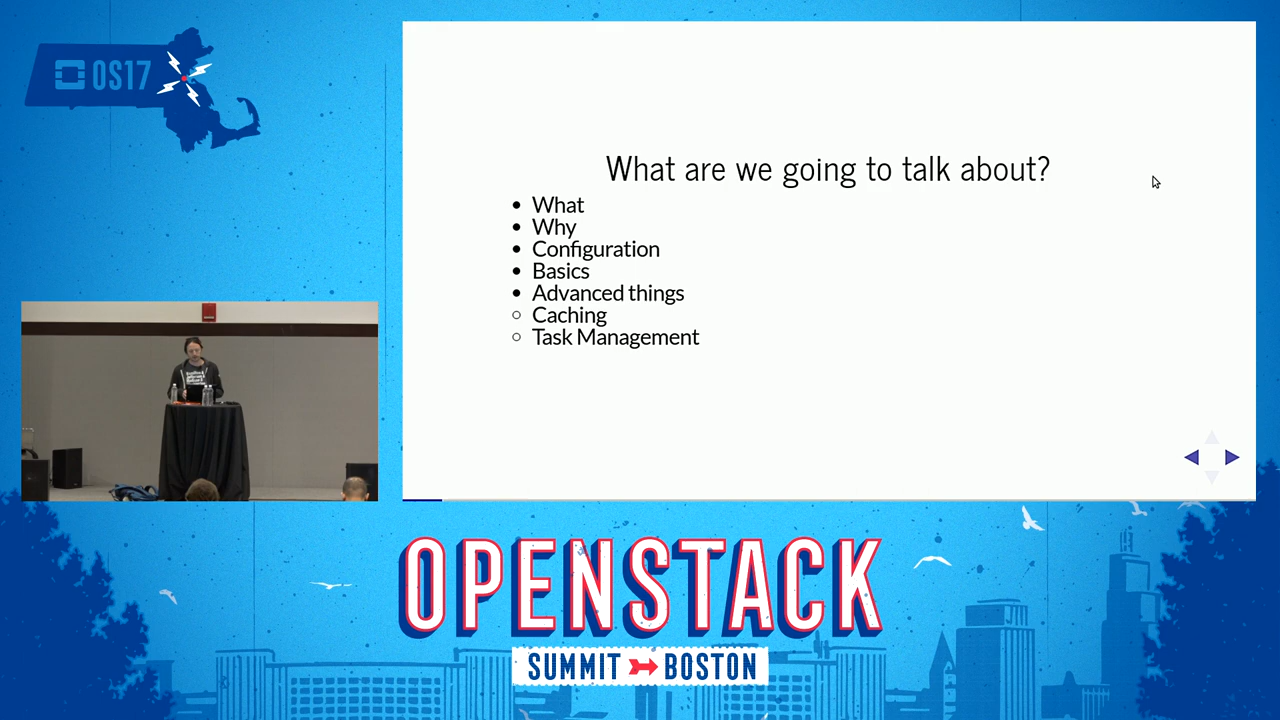 OS17
What are we going to talk about?
What
Why
Configuration
Basics
Advanced things
Caching
Task Management
OPENSTACK
SUMMIT BOSTON